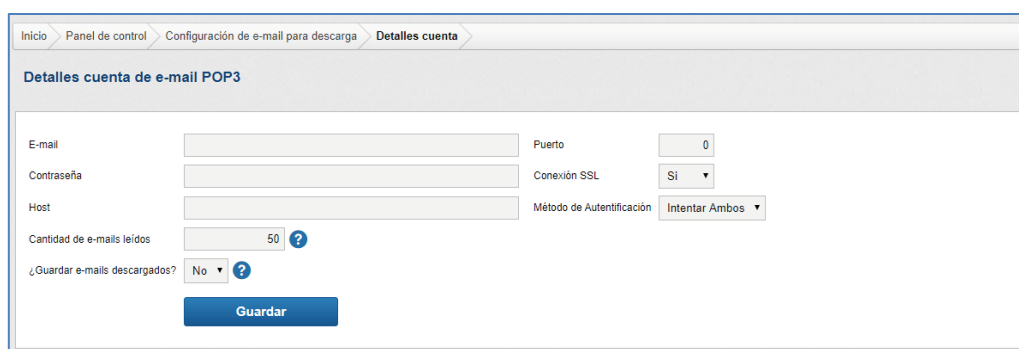 Inicio Panel de control Configuración de e-mail para descarga Detalles cuenta
Detalles cuenta de e-mail POP3
E-mail Puerto 0
Contraseña Conexión SSL Si
Host Método de Autentificación Intentar Ambos
Cantidad de e-mails leídos 50 ?
¿Guardar e-mails descargados? No ?
Guardar